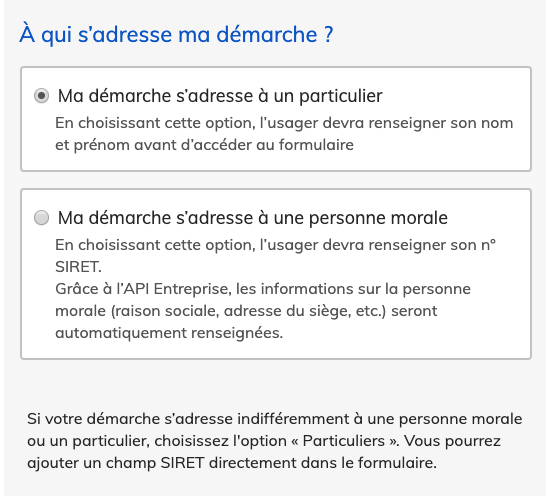 À qui s’adresse ma démarche ?
Ma démarche s’adresse à un particulier
En choisissant cette option, l’usager devra renseigner son nom
et prénom avant d’accéder au formulaire
Ma démarche s’adresse à une personne morale
En choisissant cette option, l’usager devra renseigner son n°
SIRET.
Grâce à l’API Entreprise, les informations sur la personne
morale (raison sociale, adresse du siège, etc.) seront
automatiquement renseignées.
Si votre démarche s’adresse indifféremment à une personne morale
ou un particulier, choisissez l'option « Particuliers ». Vous pourrez
ajouter un champ SIRET directement dans le formulaire.